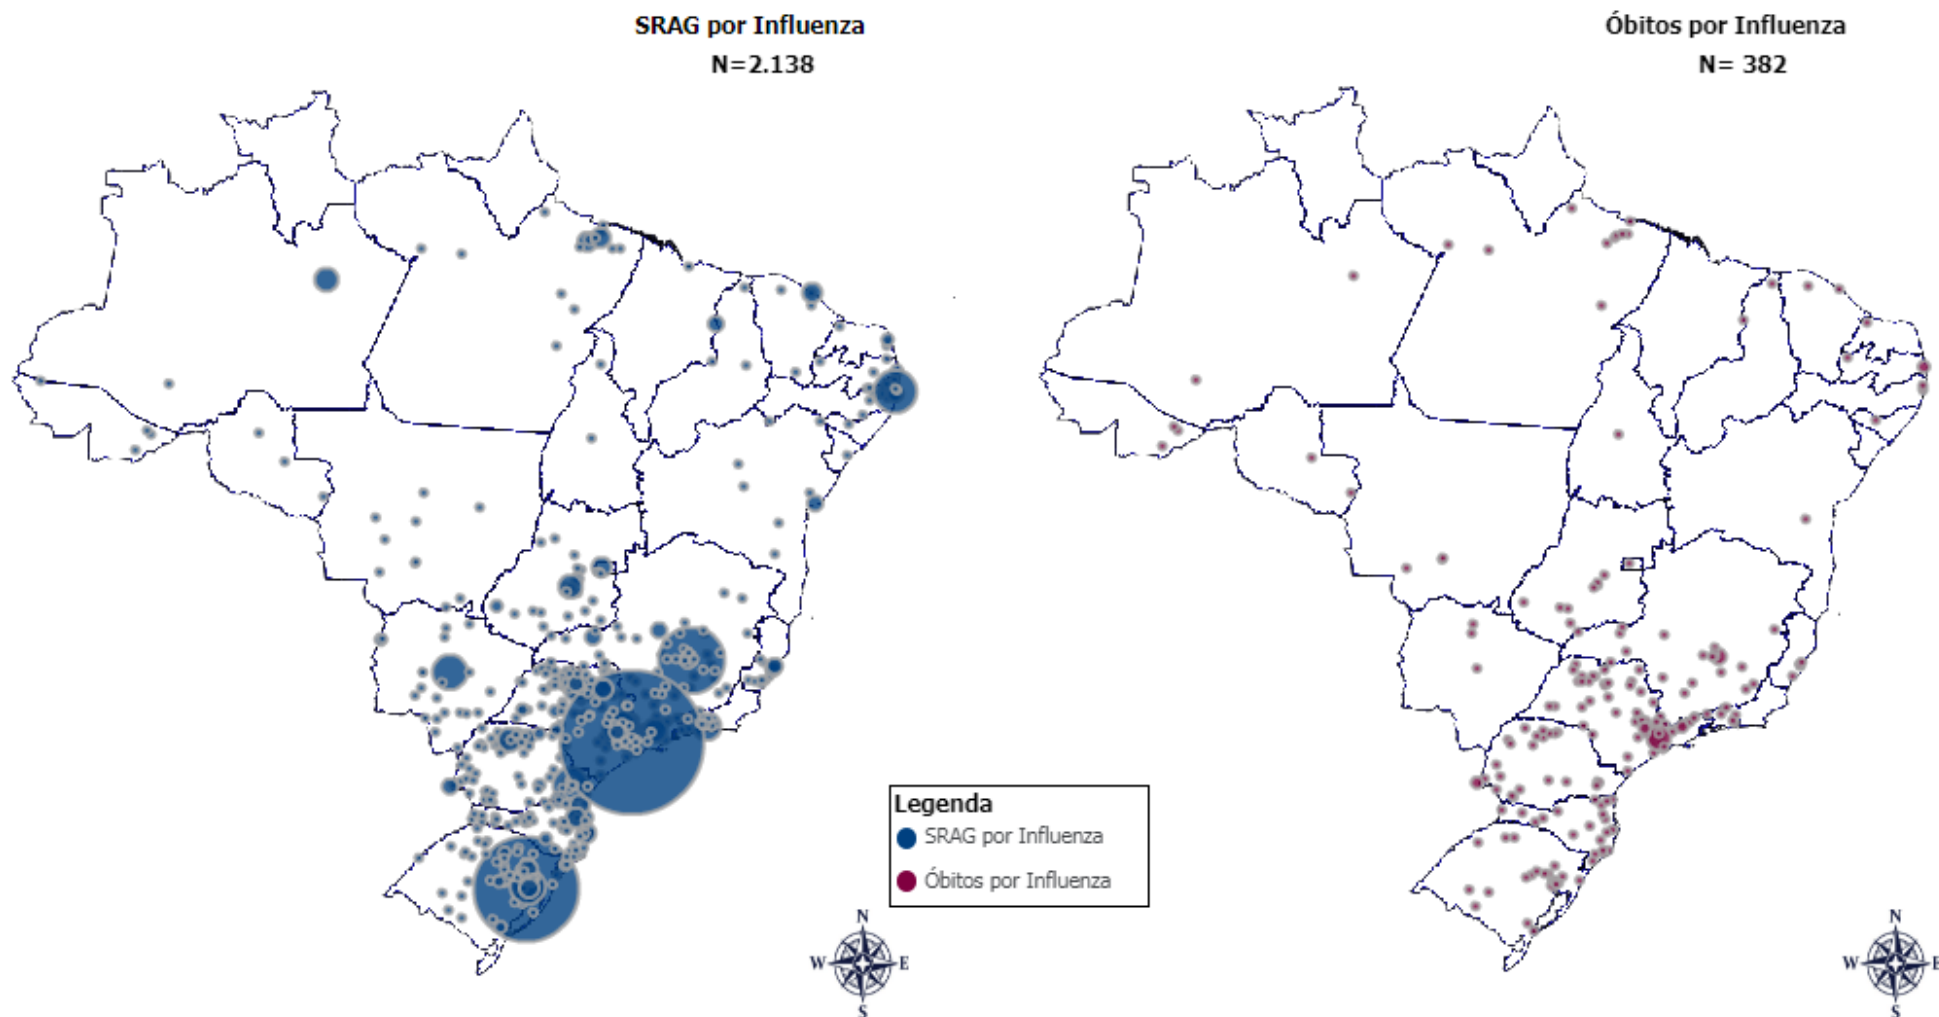 SRAG por Influenza
N=2.138
Óbitos por Influenza
N= 382
Legenda
SRAG por Influenza
Óbitos por Influenza
N
W E
S
N
W E
S